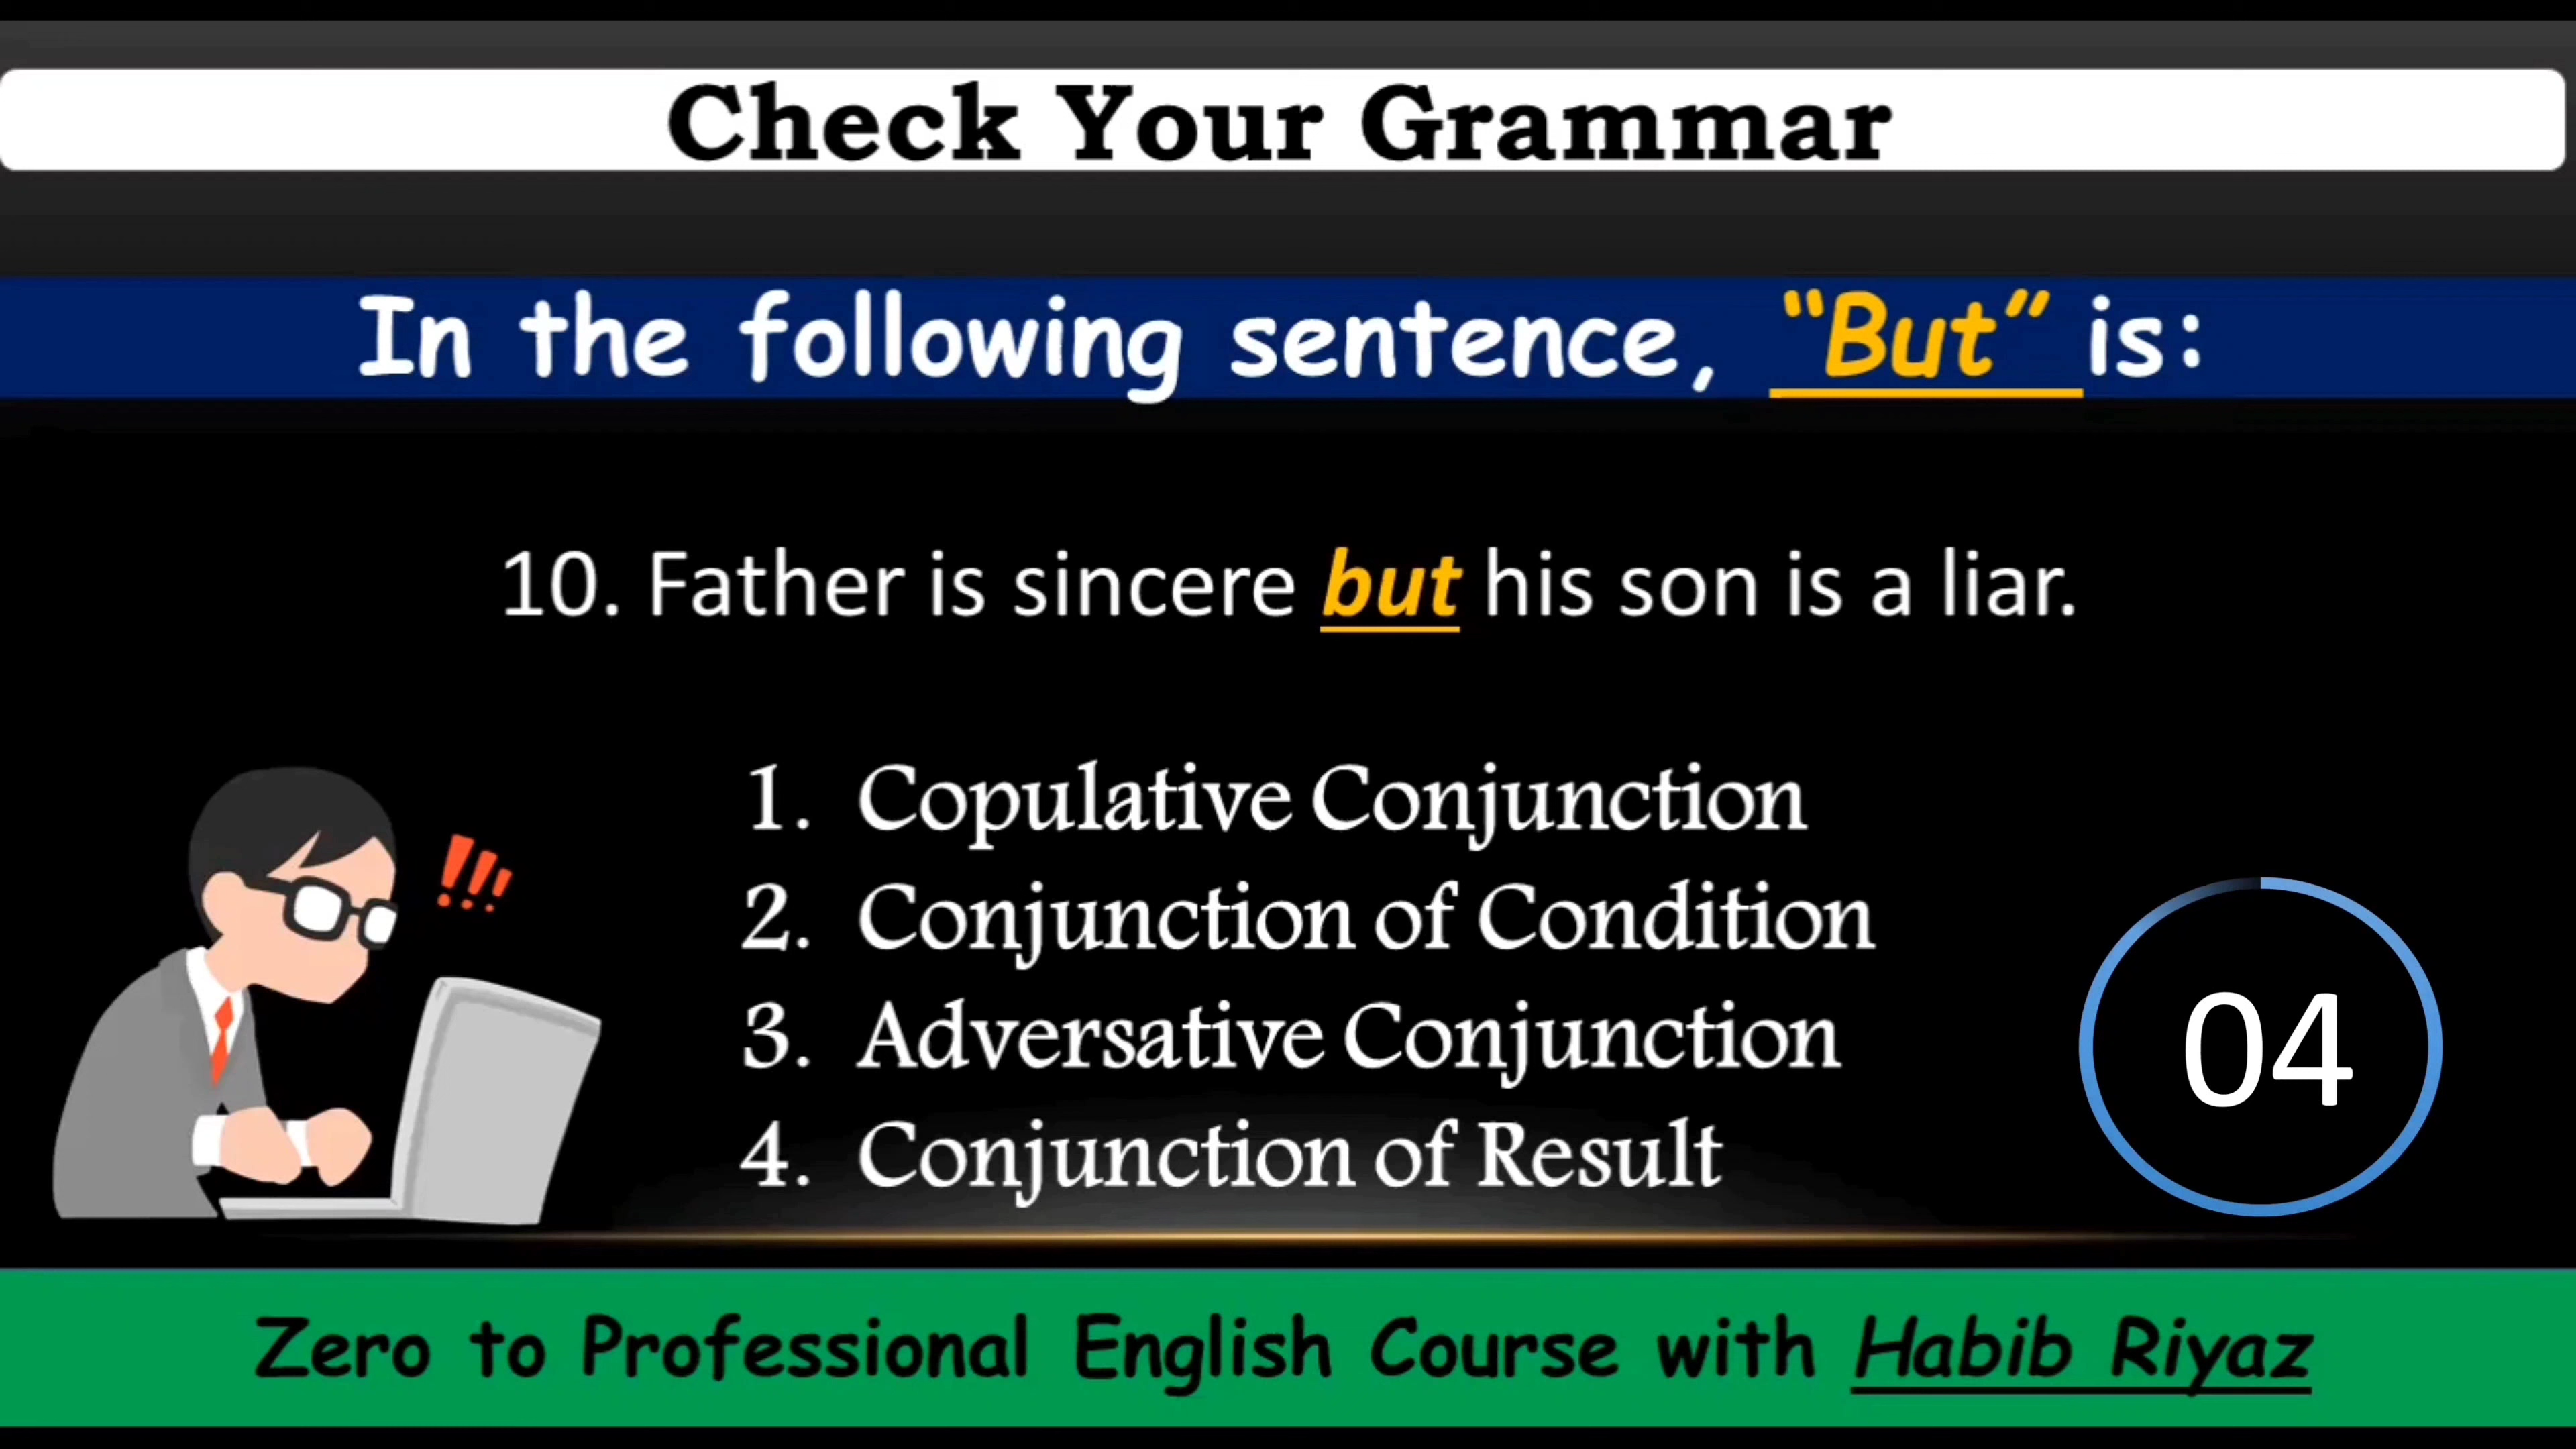 Check Your Grammar
In the following sentence, “But” is:
10. Father is sincere but his son is a liar.
!!!
1. Copulative Conjunction
2. Conjunction of Condition
3. Adversative Conjunction
4. Conjunction of Result
04
Zero to Professional English Course with Habib Riyaz